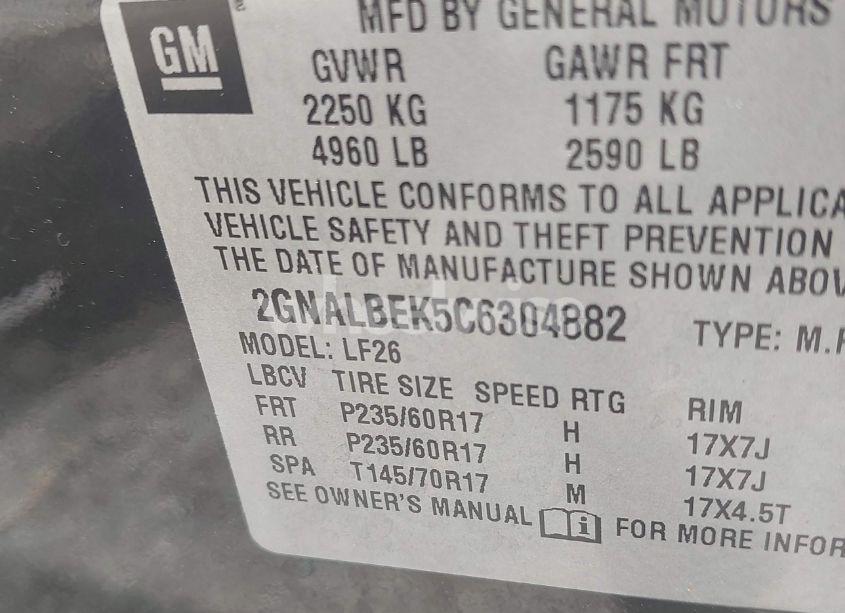 MFD BY GENERAL MOTORS
GM
GVWR GAWR FRT
2250 KG 1175 KG
4960 LB 2590 LB
THIS VEHICLE CONFORMS TO ALL APPLICA
VEHICLE SAFETY AND THEFT PREVENTION
THE DATE OF MANUFACTURE SHOWN ABOV
2GNALBEK5C6304882 TYPE: M.P
MODEL: LF26
LBCV TIRE SIZE SPEED RTG RIM
FRT P235/60R17 H 17X7J
RR P235/60R17 H 17X7J
SPA T145/70R17 M 17X4.5T
SEE OWNER'S MANUAL FOR MORE INFOR